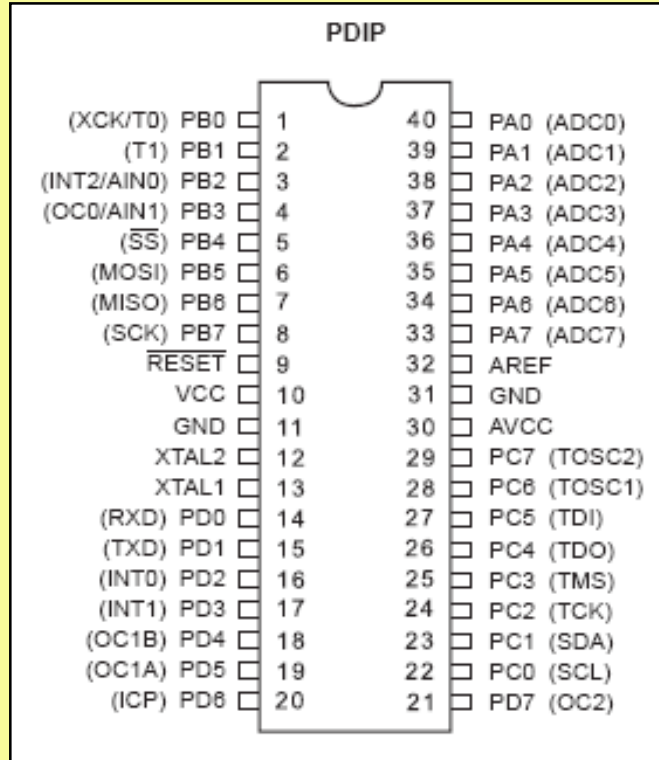 PDIP
(XCK/T0) PB0 1 40 PA0 (ADC0)
(T1) PB1 2 39 PA1 (ADC1)
(INT2/AIN0) PB2 3 38 PA2 (ADC2)
(OC0/AIN1) PB3 4 37 PA3 (ADC3)
(SS) PB4 5 36 PA4 (ADC4)
(MOSI) PB5 6 35 PA5 (ADC5)
(MISO) PB6 7 34 PA6 (ADC6)
(SCK) PB7 8 33 PA7 (ADC7)
RESET 9 32 AREF
VCC 10 31 GND
GND 11 30 AVCC
XTAL2 12 29 PC7 (TOSC2)
XTAL1 13 28 PC6 (TOSC1)
(RXD) PD0 14 27 PC5 (TDI)
(TXD) PD1 15 26 PC4 (TDO)
(INT0) PD2 16 25 PC3 (TMS)
(INT1) PD3 17 24 PC2 (TCK)
(OC1B) PD4 18 23 PC1 (SDA)
(OC1A) PD5 19 22 PC0 (SCL)
(ICP) PD6 20 21 PD7 (OC2)